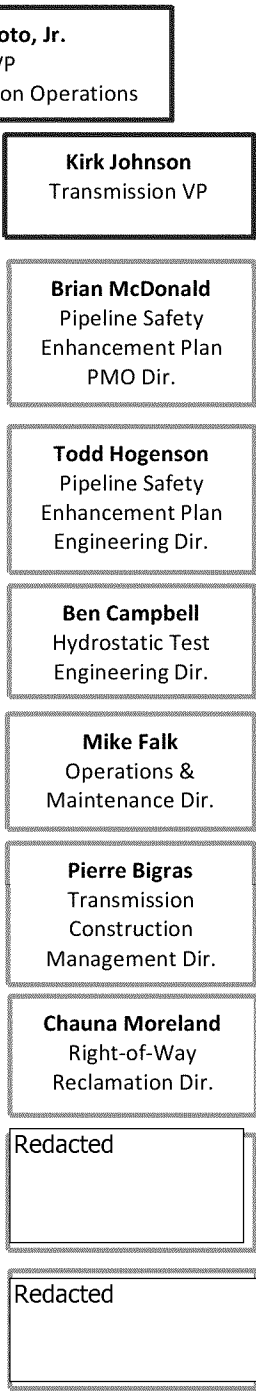 oto, Jr.
VP
on Operations
Kirk Johnson
Transmission VP
Brian McDonald
Pipeline Safety
Enhancement Plan
PMO Dir.
Todd Hogenson
Pipeline Safety
Enhancement Plan
Engineering Dir.
Ben Campbell
Hydrostatic Test
Engineering Dir.
Mike Falk
Operations &
Maintenance Dir.
Pierre Bigras
Transmission
Construction
Management Dir.
Chauna Moreland
Right-of-Way
Reclamation Dir.
Redacted
Redacted